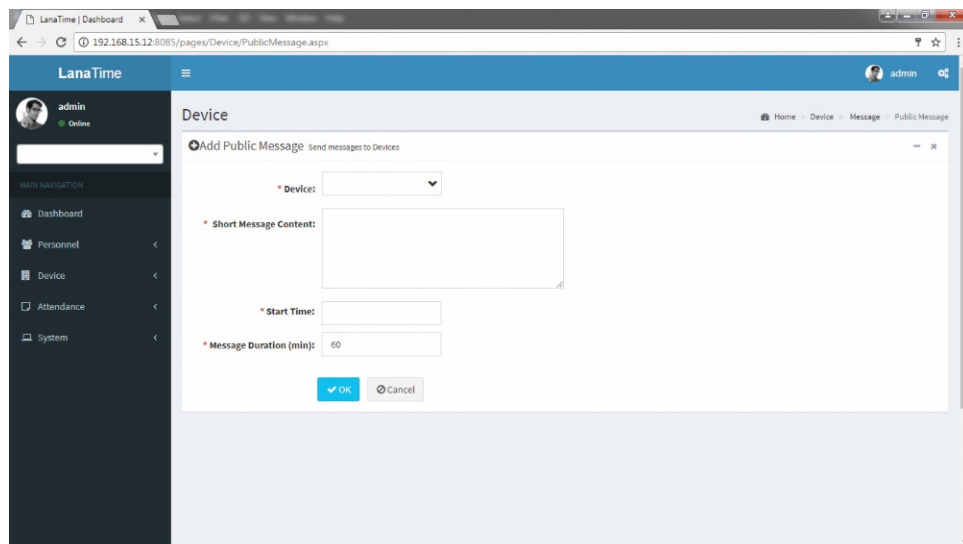 LanaTime | Dashboard
192.168.15.12:8085/pages/Device/PublicMessage.aspx
LanaTime
admin
admin
Online
Device
Home > Device > Message > Public Message
Add Public Message Send messages to Devices
MAIN NAVIGATION
* Device:
Dashboard
* Short Message Content:
Personnel
Device
Attendance
* Start Time:
System
* Message Duration (min): 60
OK Cancel